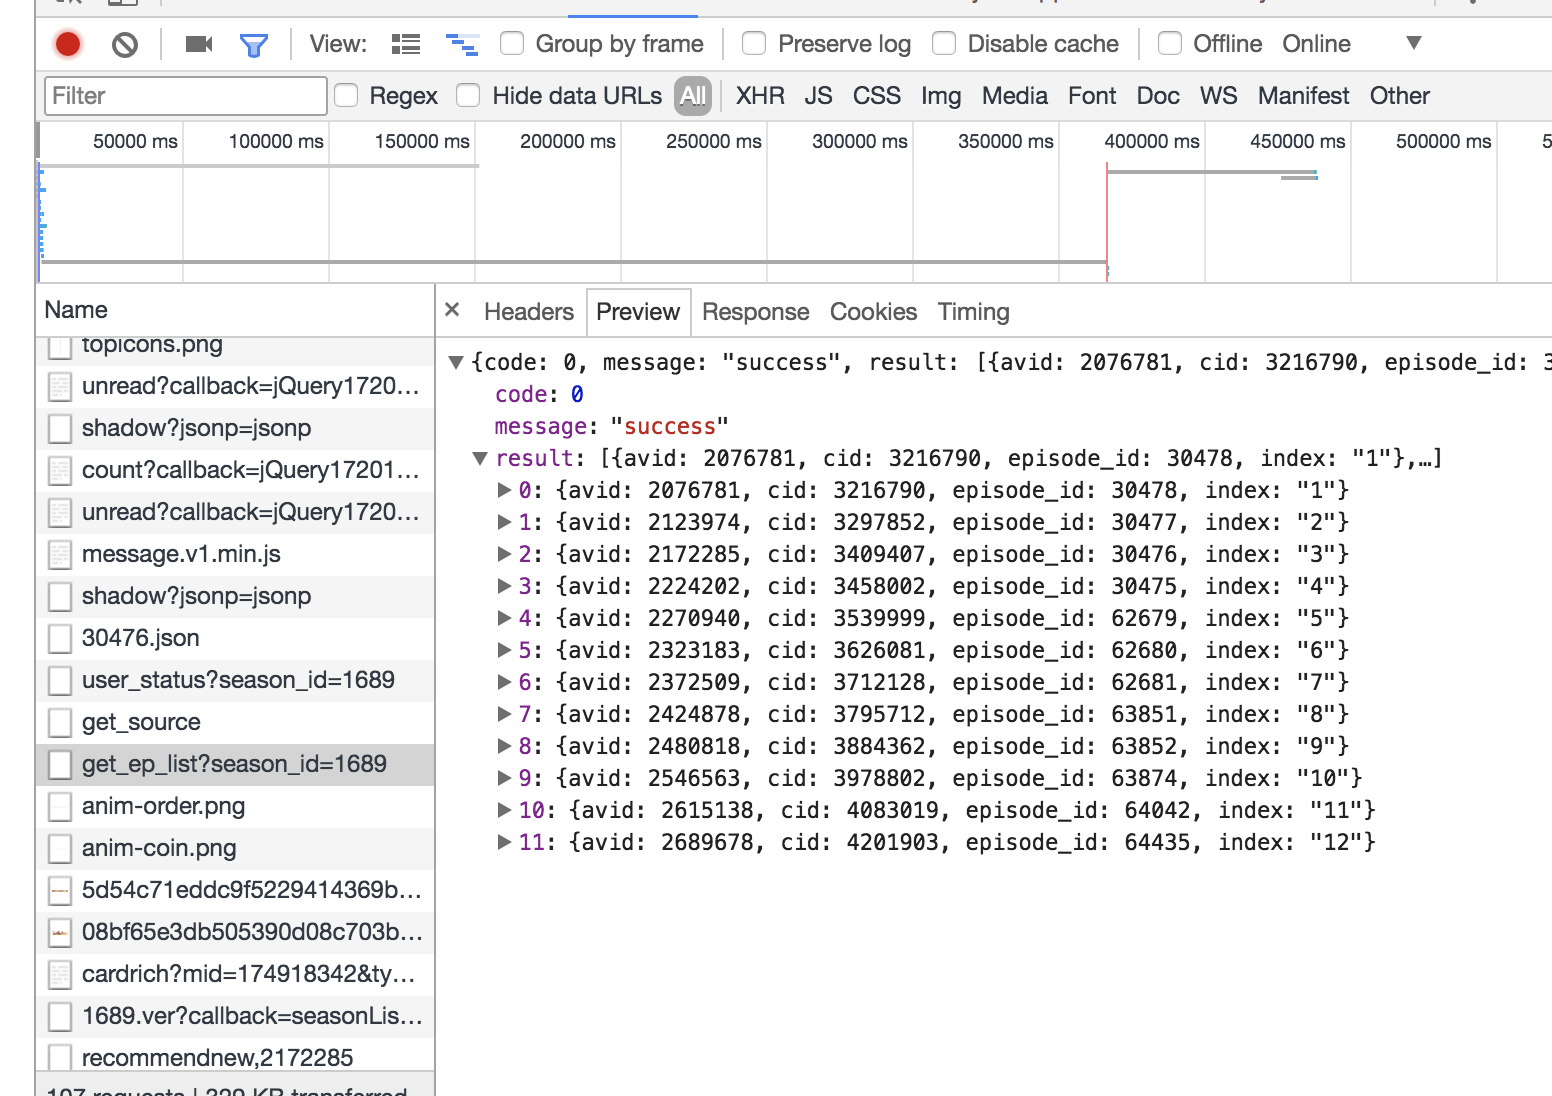 View: Group by frame Preserve log Disable cache Offline Online
Filter Regex Hide data URLs All XHR JS CSS Img Media Font Doc WS Manifest Other
50000 ms 100000 ms 150000 ms 200000 ms 250000 ms 300000 ms 350000 ms 400000 ms 450000 ms 500000 ms 5
Name
topicons.png
unread?callback=jQuery1720…
shadow?jsonp=jsonp
count?callback=jQuery17201…
unread?callback=jQuery1720…
message.v1.min.js
shadow?jsonp=jsonp
30476.json
user_status?season_id=1689
get_source
get_ep_list?season_id=1689
anim-order.png
anim-coin.png
5d54c71eddc9f5229414369b…
08bf65e3db505390d08c703b…
cardrich?mid=174918342&ty…
1689.ver?callback=seasonLis…
recommendnew,2172285
107 requests | 329 KB transferred
× Headers Preview Response Cookies Timing
{code: 0, message: "success", result: [{avid: 2076781, cid: 3216790, episode_id: 3
code: 0
message: "success"
result: [{avid: 2076781, cid: 3216790, episode_id: 30478, index: "1"},…]
0: {avid: 2076781, cid: 3216790, episode_id: 30478, index: "1"}
1: {avid: 2123974, cid: 3297852, episode_id: 30477, index: "2"}
2: {avid: 2172285, cid: 3409407, episode_id: 30476, index: "3"}
3: {avid: 2224202, cid: 3458002, episode_id: 30475, index: "4"}
4: {avid: 2270940, cid: 3539999, episode_id: 62679, index: "5"}
5: {avid: 2323183, cid: 3626081, episode_id: 62680, index: "6"}
6: {avid: 2372509, cid: 3712128, episode_id: 62681, index: "7"}
7: {avid: 2424878, cid: 3795712, episode_id: 63851, index: "8"}
8: {avid: 2480818, cid: 3884362, episode_id: 63852, index: "9"}
9: {avid: 2546563, cid: 3978802, episode_id: 63874, index: "10"}
10: {avid: 2615138, cid: 4083019, episode_id: 64042, index: "11"}
11: {avid: 2689678, cid: 4201903, episode_id: 64435, index: "12"}